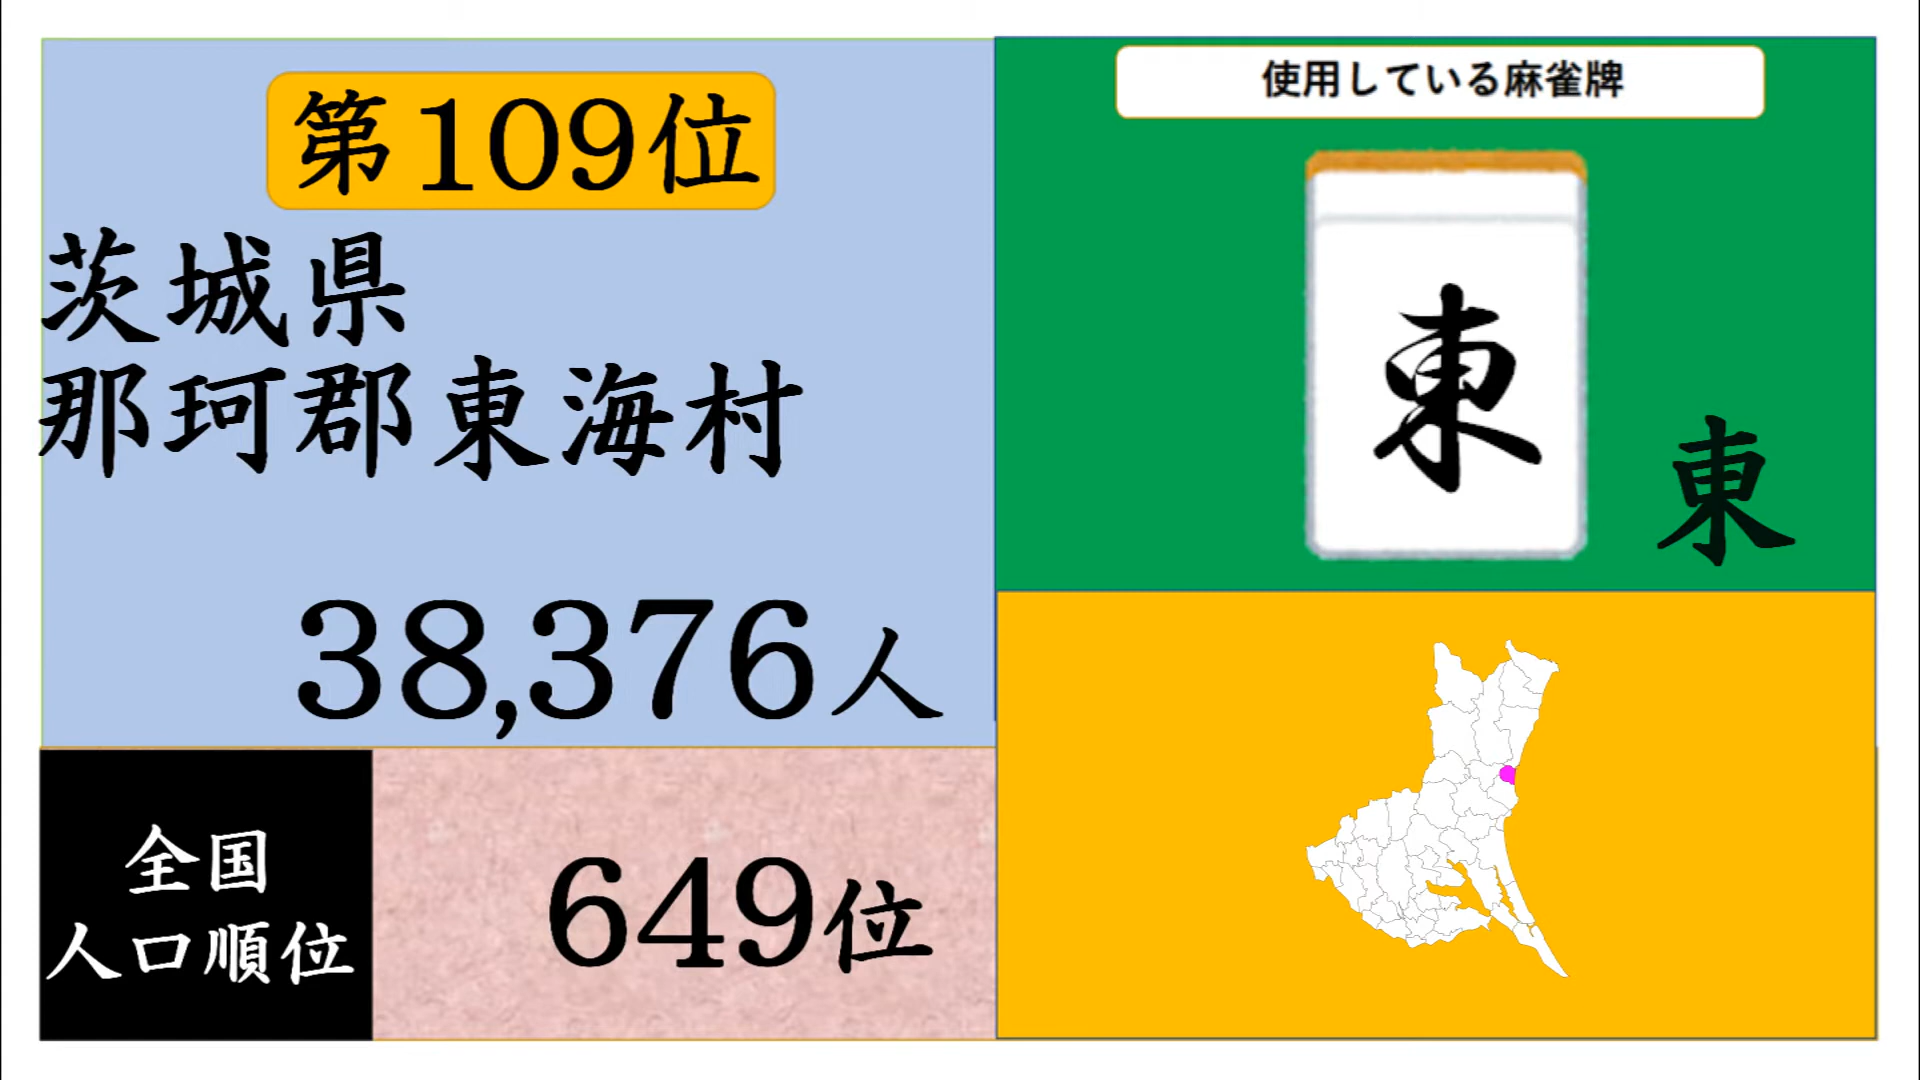 第109位
茨城県
那珂郡東海村
38,376人
全国
人口順位
649位
使用している麻雀牌
東
東